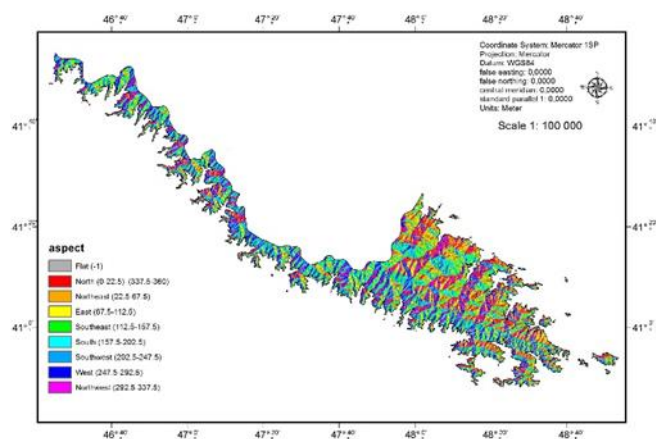 46°40'
47°0'
47°20'
47°40'
48°0'
48°20'
48°40'
Coordinate System: Mercator 1SP
Projection: Mercator
Datum: WGS84
false easting: 0,0000
false northing: 0,0000
central meridian: 0,0000
standard parallel 1: 0,0000
Units: Meter
Scale 1: 100 000
aspect
Flat (-1)
North (0-22.5) (337.5-360)
Northeast (22.5-67.5)
East (67.5-112.5)
Southeast (112.5-157.5)
South (157.5-202.5)
Southwest (202.5-247.5)
West (247.5-292.5)
Northwest (292.5-337.5)
46°40'
47°0'
47°20'
47°40'
48°0'
48°20'
48°40'